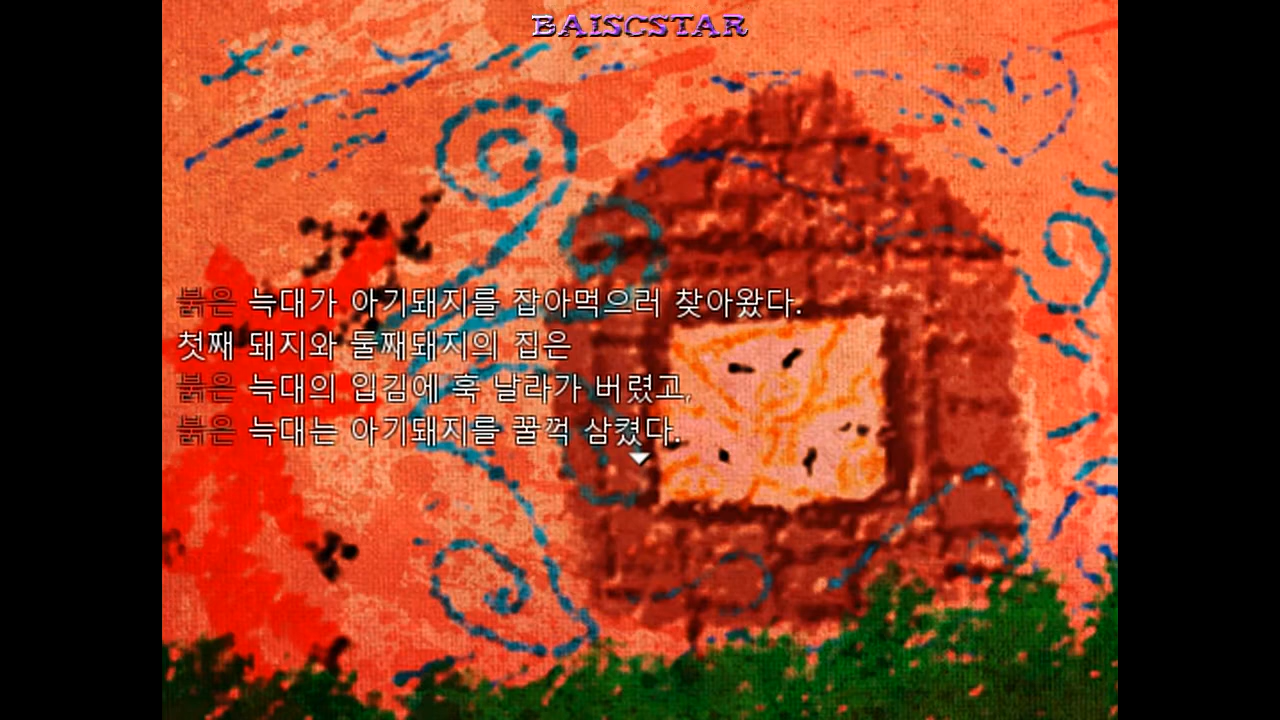 BAISCSTAR
붉은 늑대가 아기돼지를 잡아먹으러 찾아왔다.
첫째 돼지와 둘째돼지의 집은
붉은 늑대의 입김에 훅 날라가 버렸고,
붉은 늑대는 아기돼지를 꿀꺽 삼켰다.